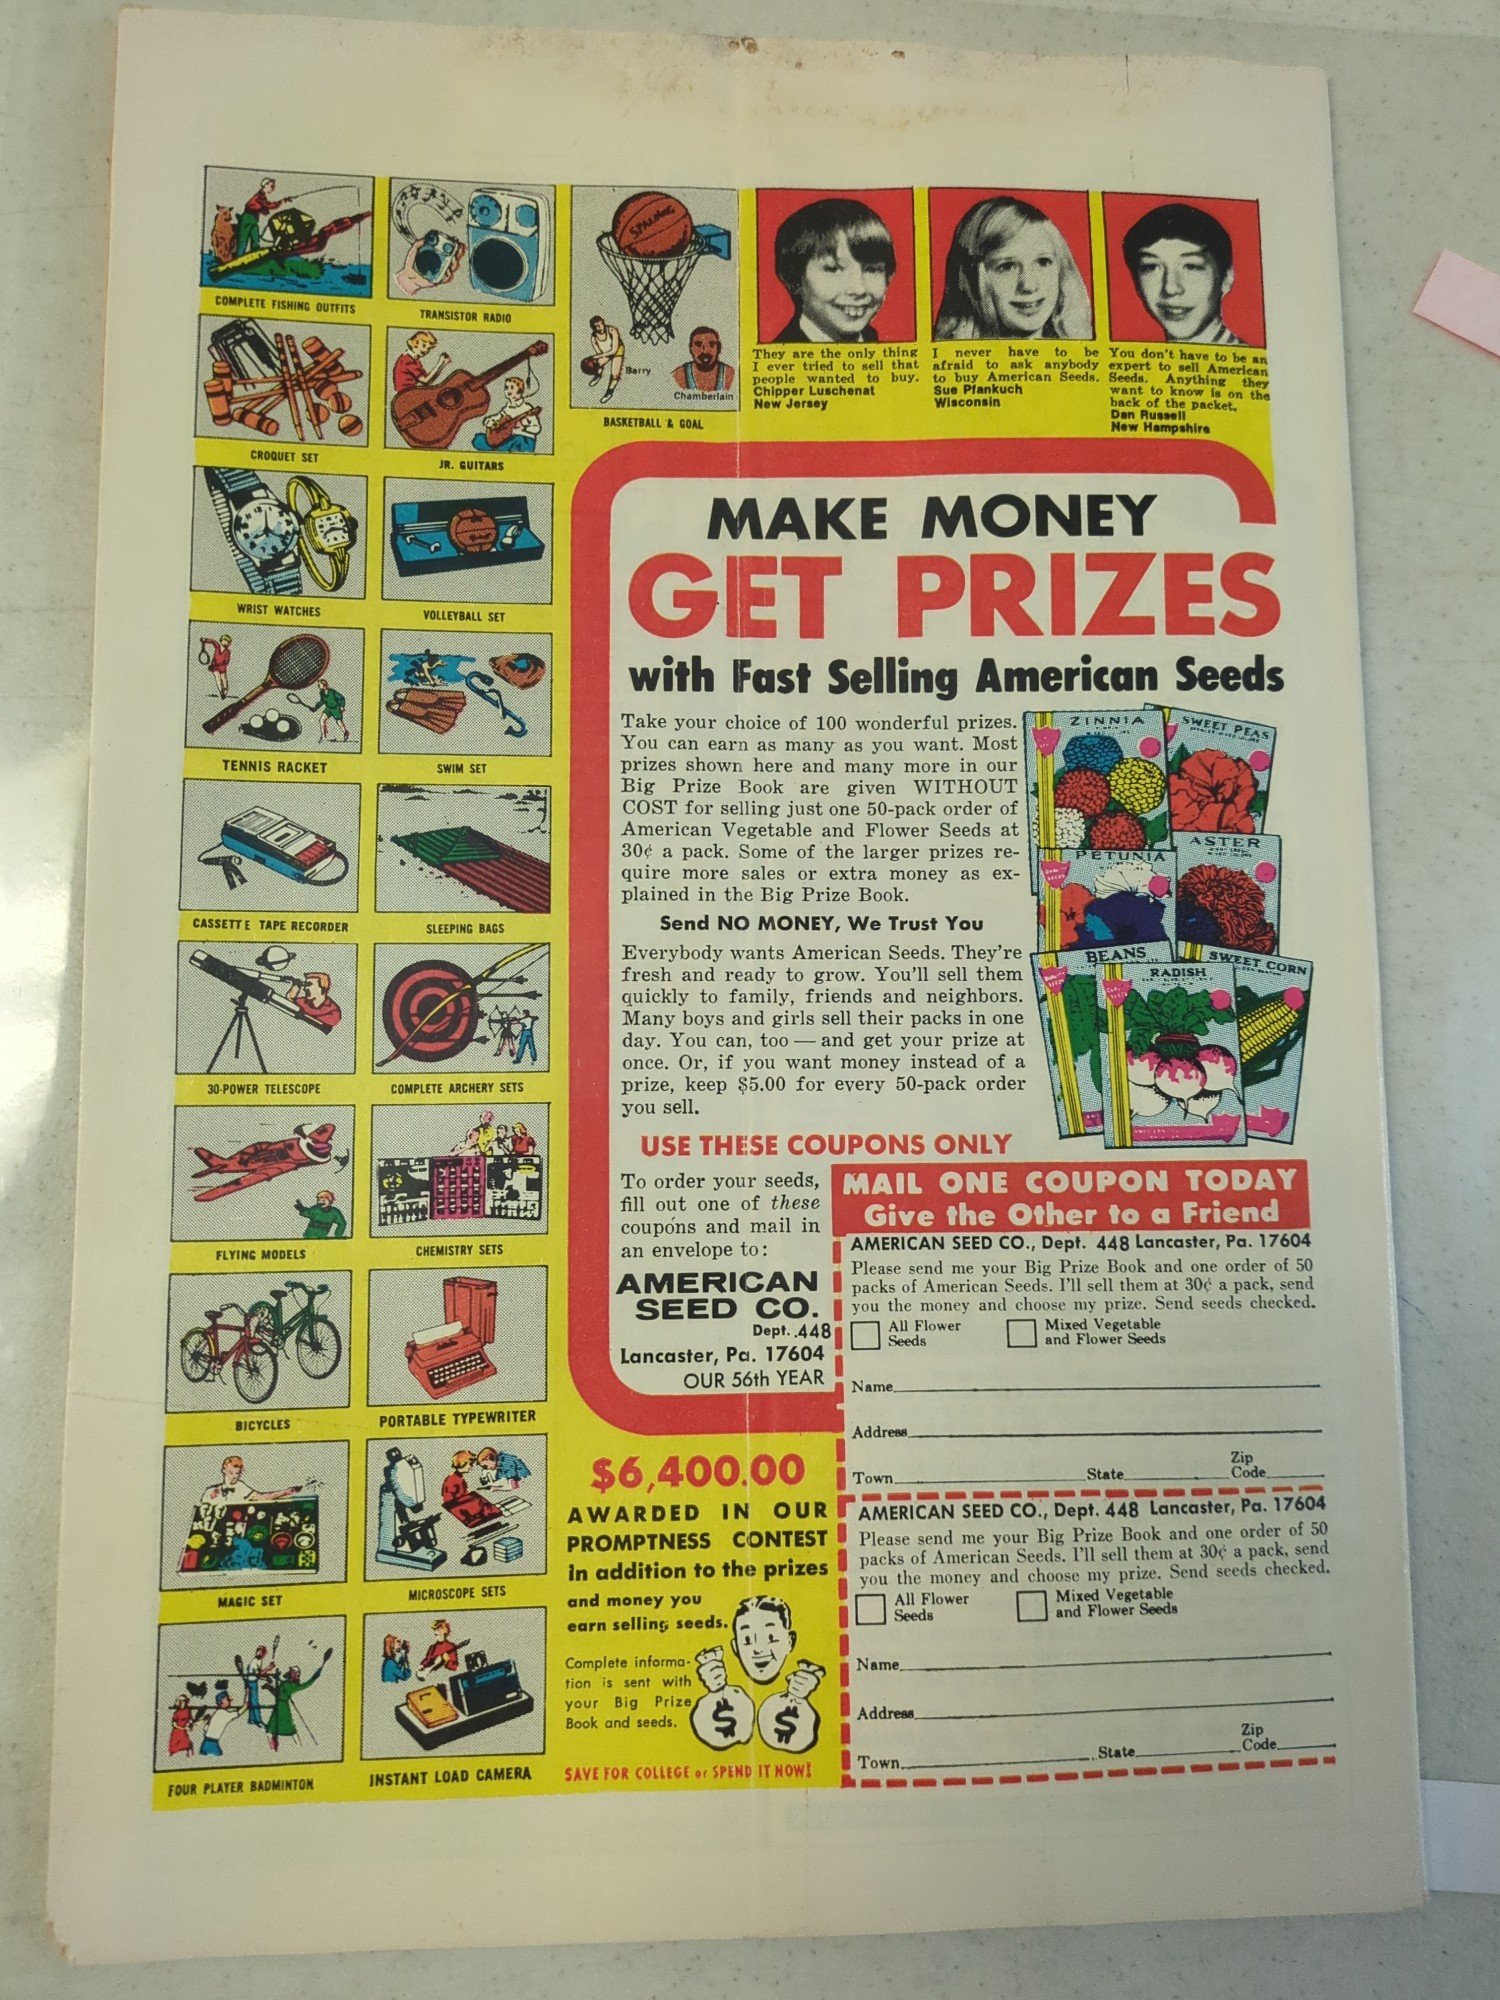 COMPLETE FISHING OUTFITS
TRANSISTOR RADIO
SPALDING
Barry
Chamberlain
BASKETBALL & GOAL
CROQUET SET
JR. GUITARS
WRIST WATCHES
VOLLEYBALL SET
TENNIS RACKET
SWIM SET
CASSETTE TAPE RECORDER
SLEEPING BAGS
30-POWER TELESCOPE
COMPLETE ARCHERY SETS
FLYING MODELS
CHEMISTRY SETS
BICYCLES
PORTABLE TYPEWRITER
MAGIC SET
MICROSCOPE SETS
FOUR PLAYER BADMINTON
INSTANT LOAD CAMERA
They are the only thing
I ever tried to sell that
people wanted to buy.
Chipper Luschenat
New Jersey
I never have to be
afraid to ask anybody
to buy American Seeds.
Sue Pfankuch
Wisconsin
You don't have to be an
expert to sell American
Seeds. Anything they
want to know is on the
back of the packet.
Dan Russell
New Hampshire
MAKE MONEY
GET PRIZES
with Fast Selling American Seeds
Take your choice of 100 wonderful prizes.
You can earn as many as you want. Most
prizes shown here and many more in our
Big Prize Book are given WITHOUT
COST for selling just one 50-pack order of
American Vegetable and Flower Seeds at
30¢ a pack. Some of the larger prizes re-
quire more sales or extra money as ex-
plained in the Big Prize Book.
Send NO MONEY, We Trust You
Everybody wants American Seeds. They're
fresh and ready to grow. You'll sell them
quickly to family, friends and neighbors.
Many boys and girls sell their packs in one
day. You can, too — and get your prize at
once. Or, if you want money instead of a
prize, keep $5.00 for every 50-pack order
you sell.
ZINNIA
SWEET PEAS
PETUNIA
ASTER
BEANS
RADISH
SWEET CORN
USE THESE COUPONS ONLY
To order your seeds,
fill out one of these
coupons and mail in
an envelope to:
AMERICAN
SEED CO.
Dept. 448
Lancaster, Pa. 17604
OUR 56th YEAR
MAIL ONE COUPON TODAY
Give the Other to a Friend
AMERICAN SEED CO., Dept. 448 Lancaster, Pa. 17604
Please send me your Big Prize Book and one order of 50
packs of American Seeds. I'll sell them at 30¢ a pack, send
you the money and choose my prize. Send seeds checked.
All Flower
Seeds
Mixed Vegetable
and Flower Seeds
Name
Address
Town State Zip
Code
AMERICAN SEED CO., Dept. 448 Lancaster, Pa. 17604
Please send me your Big Prize Book and one order of 50
packs of American Seeds. I'll sell them at 30¢ a pack, send
you the money and choose my prize. Send seeds checked.
All Flower
Seeds
Mixed Vegetable
and Flower Seeds
Name
Address
Town State Zip
Code
$6,400.00
AWARDED IN OUR
PROMPTNESS CONTEST
in addition to the prizes
and money you
earn selling seeds.
Complete informa-
tion is sent with
your Big Prize
Book and seeds.
$ $
SAVE FOR COLLEGE or SPEND IT NOW!